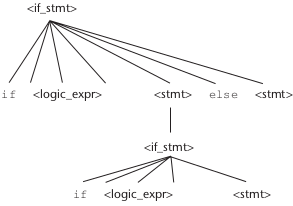 <if_stmt>
if <logic_expr> <stmt> else <stmt>
<if_stmt>
if <logic_expr> <stmt>